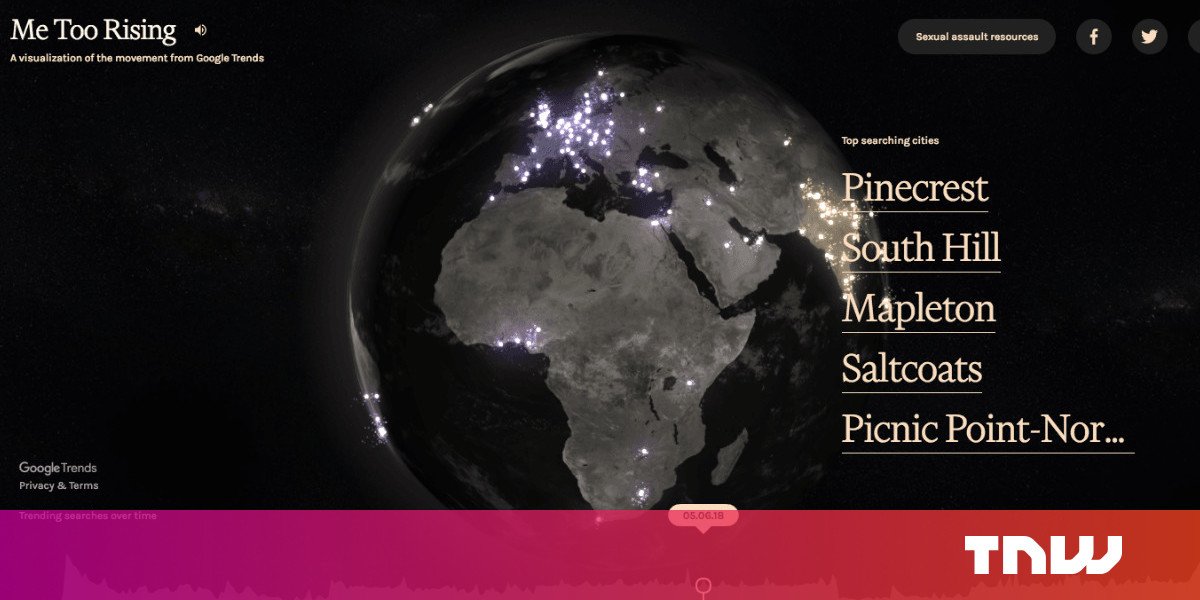 Me Too Rising
A visualization of the movement from Google Trends
Sexual assault resources
Top searching cities
Pinecrest
South Hill
Mapleton
Saltcoats
Picnic Point-Nor...
Google Trends
Privacy & Terms
Trending searches over time
05.06.18
TNW